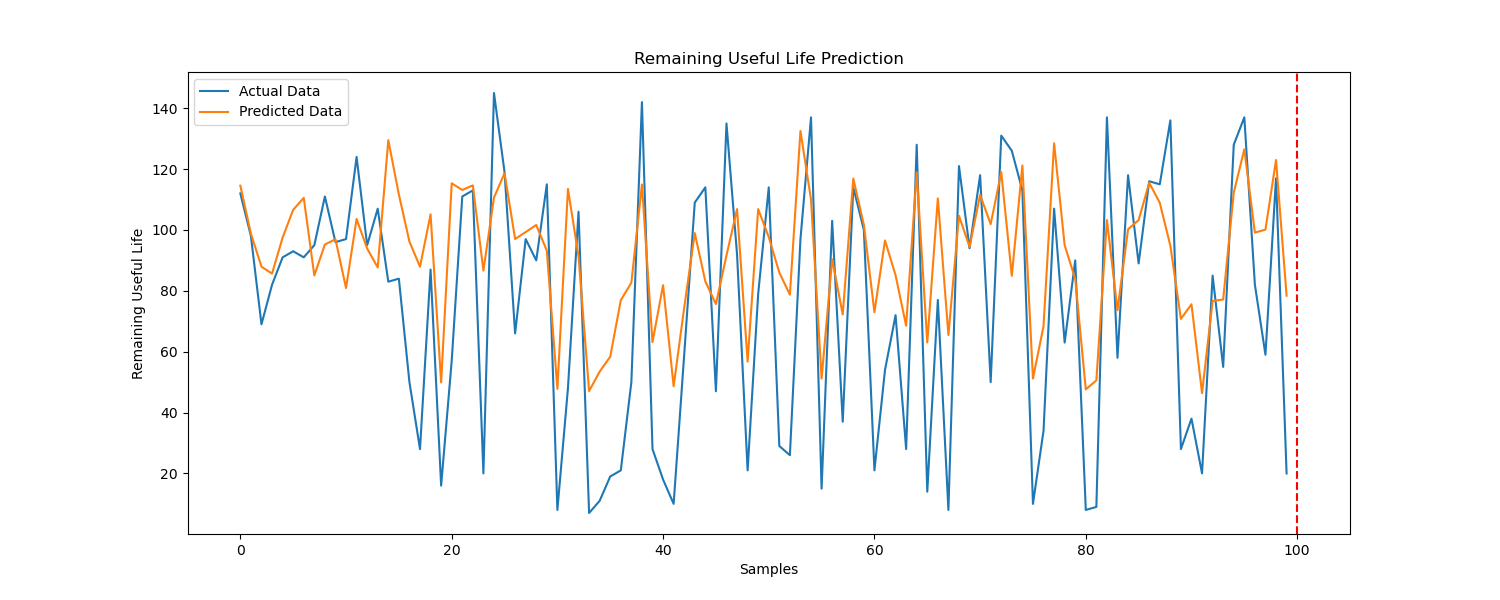 Remaining Useful Life Prediction
Actual Data
Predicted Data
Remaining Useful Life
140
120
100
80
60
40
20
0 20 40 60 80 100
Samples